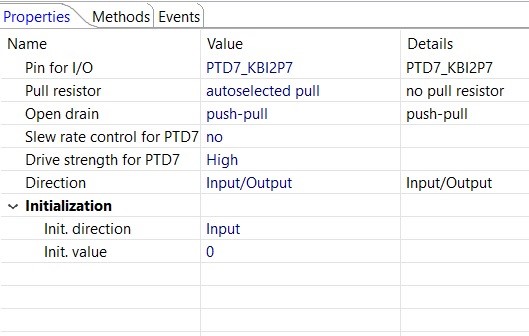 Properties Methods Events
Name Value Details
Pin for I/O PTD7_KBI2P7 PTD7_KBI2P7
Pull resistor autoselected pull no pull resistor
Open drain push-pull push-pull
Slew rate control for PTD7 no
Drive strength for PTD7 High
Direction Input/Output Input/Output
Initialization
Init. direction Input
Init. value 0